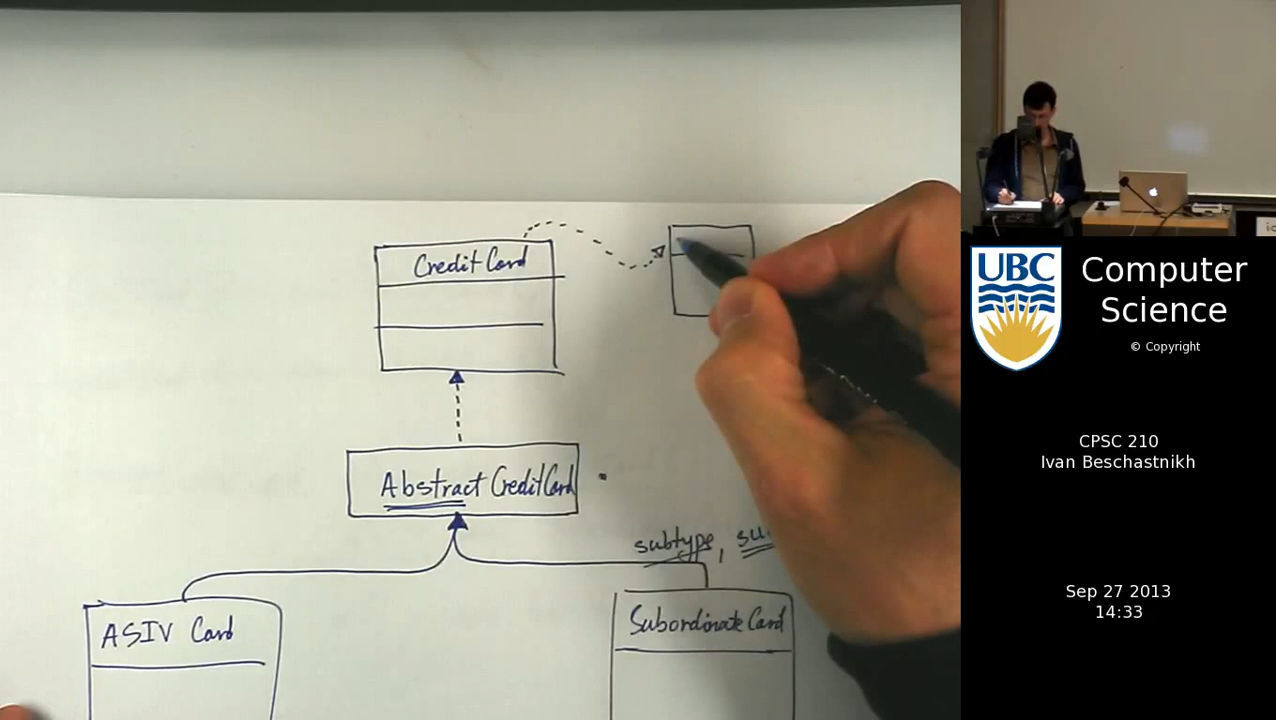 Credit Card
Abstract CreditCard
subtype,
ASIV Card
Subordinate Card
UBC
Computer
Science
© Copyright
CPSC 210
Ivan Beschastnikh
Sep 27 2013
14:33